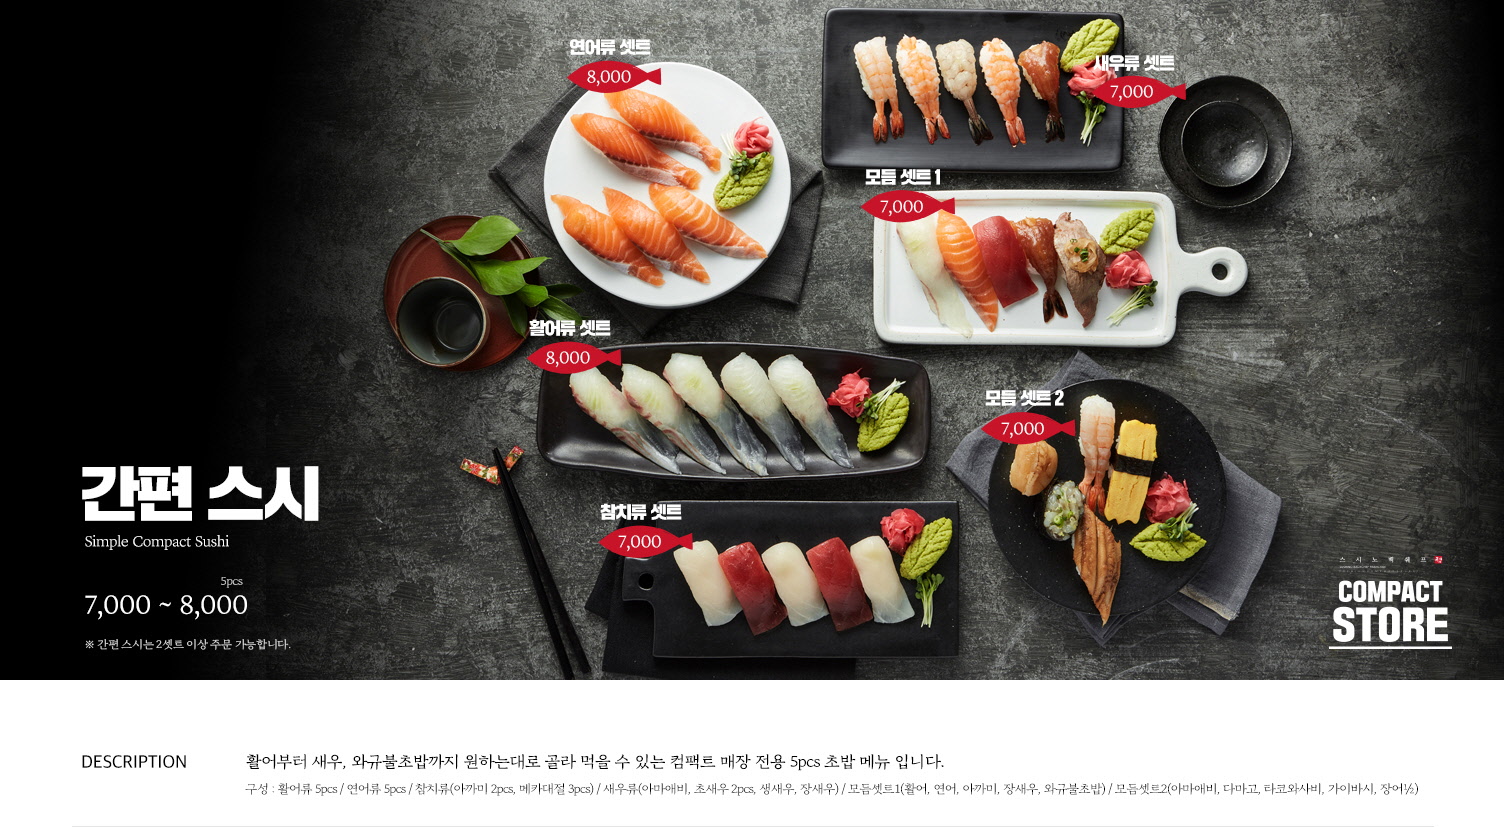 연어류 셋트
8,000
새우류 셋트
7,000
모듬 셋트 1
7,000
활어류 셋트
8,000
모듬 셋트 2
7,000
참치류 셋트
7,000
간편 스시
Simple Compact Sushi
5pcs
7,000 ~ 8,000
※ 간편 스시는 2셋트 이상 주문 가능합니다.
스시노백쉐프
COMPACT
STORE
DESCRIPTION
활어부터 새우, 와규불초밥까지 원하는대로 골라 먹을 수 있는 컴팩트 매장 전용 5pcs 초밥 메뉴 입니다.
구성 : 활어류 5pcs / 연어류 5pcs / 참치류(아까미 2pcs, 메카대절 3pcs) / 새우류(아마애비, 초새우 2pcs, 생새우, 장새우) / 모듬셋트1(활어, 연어, 아까미, 장새우, 와규불초밥) / 모듬셋트2(아마애비, 다마고, 타코와사비, 가이바시, 장어½)